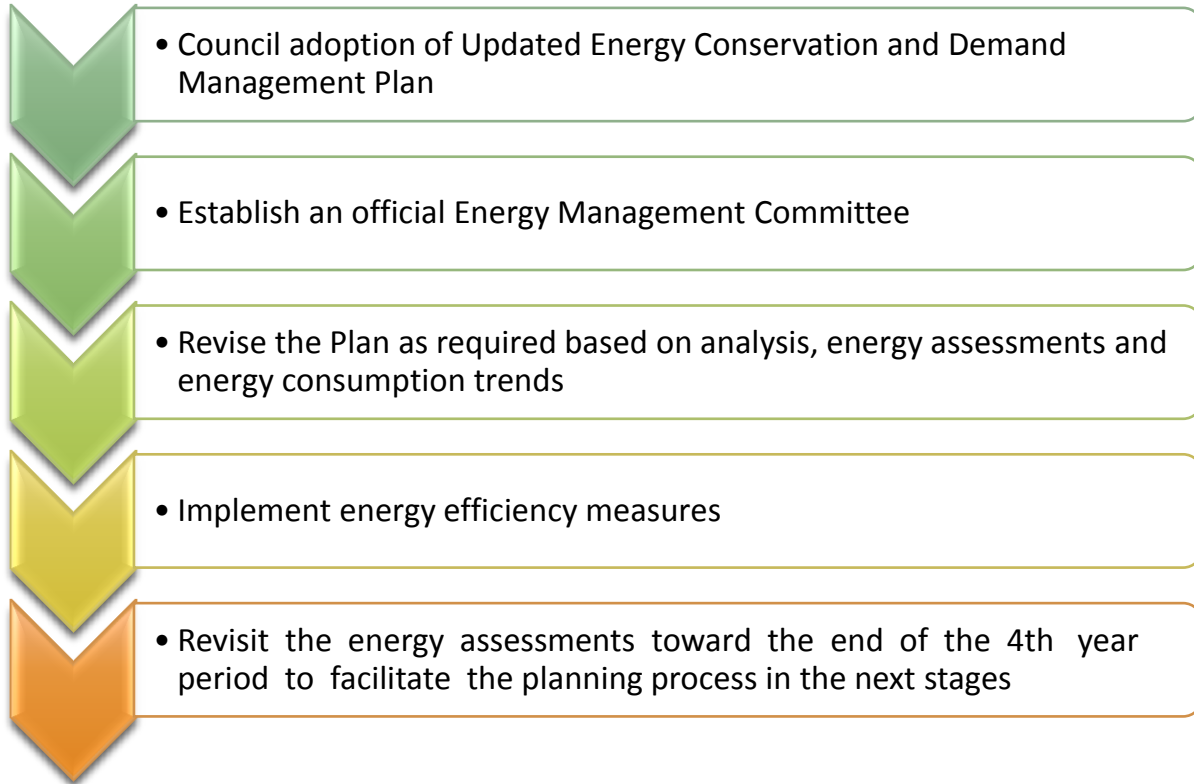 • Council adoption of Updated Energy Conservation and Demand
Management Plan
• Establish an official Energy Management Committee
• Revise the Plan as required based on analysis, energy assessments and
energy consumption trends
• Implement energy efficiency measures
• Revisit the energy assessments toward the end of the 4th year
period to facilitate the planning process in the next stages